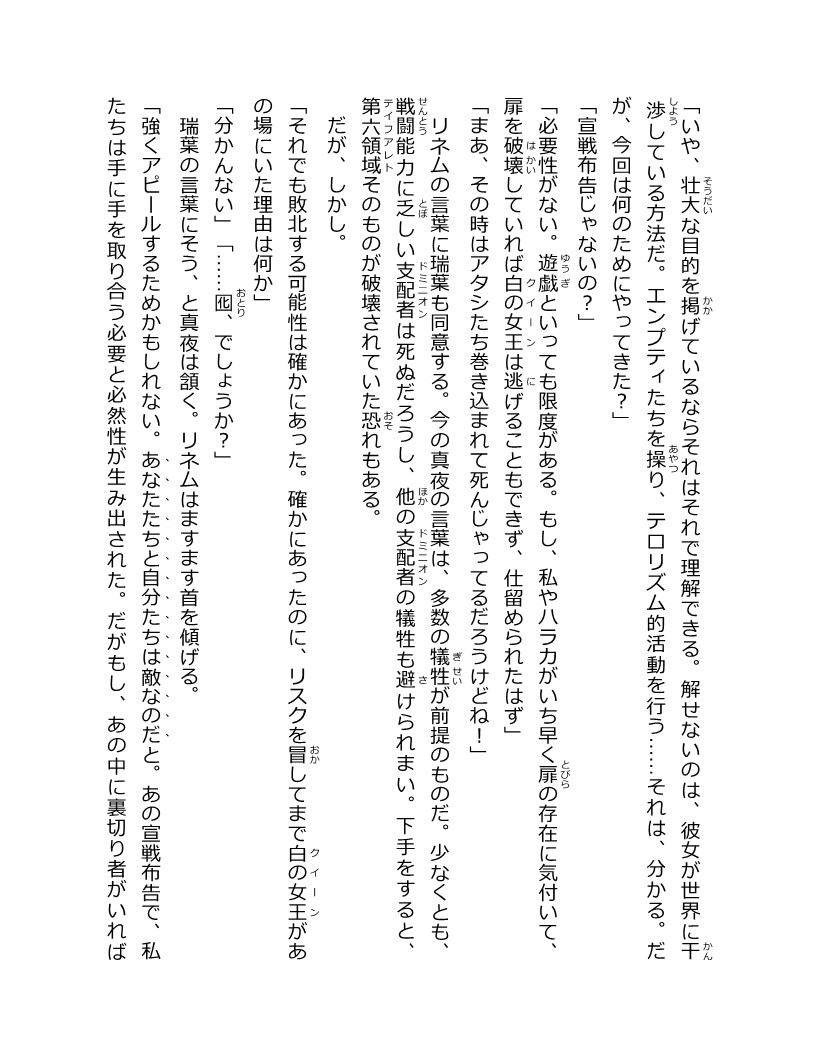 「いや、壮大な目的を掲げているならそれはそれで理解できる。解せないのは、彼女が世界に干
渉している方法だ。エンプティたちを操り、テロリズム的活動を行う……それは、分かる。だ
が、今回は何のためにやってきた？」
「宣戦布告じゃないの？」
「必要性がない。遊戯といっても限度がある。もし、私やハラカがいち早く扉の存在に気付いて、
扉を破壊していれば白の女王は逃げることもできず、仕留められたはず」
「まあ、その時はアタシたち巻き込まれて死んじゃってるだろうけどね！」
リネムの言葉に瑞葉も同意する。今の真夜の言葉は、多数の犠牲が前提のものだ。少なくとも、
戦闘能力に乏しい支配者は死ぬだろうし、他の支配者の犠牲も避けられまい。下手をすると、
第六領域そのものが破壊されていた恐れもある。
だが、しかし。
「それでも敗北する可能性は確かにあった。確かにあったのに、リスクを冒してまで白の女王があ
の場にいた理由は何か」
「分かんない」「……囮、でしょうか？」
瑞葉の言葉にそう、と真夜は頷く。リネムはますます首を傾げる。
「強くアピールするためかもしれない。あなたたちと自分たちは敵なのだと。あの宣戦布告で、私
たちは手に手を取り合う必要と必然性が生み出された。だがもし、あの中に裏切り者がいれば